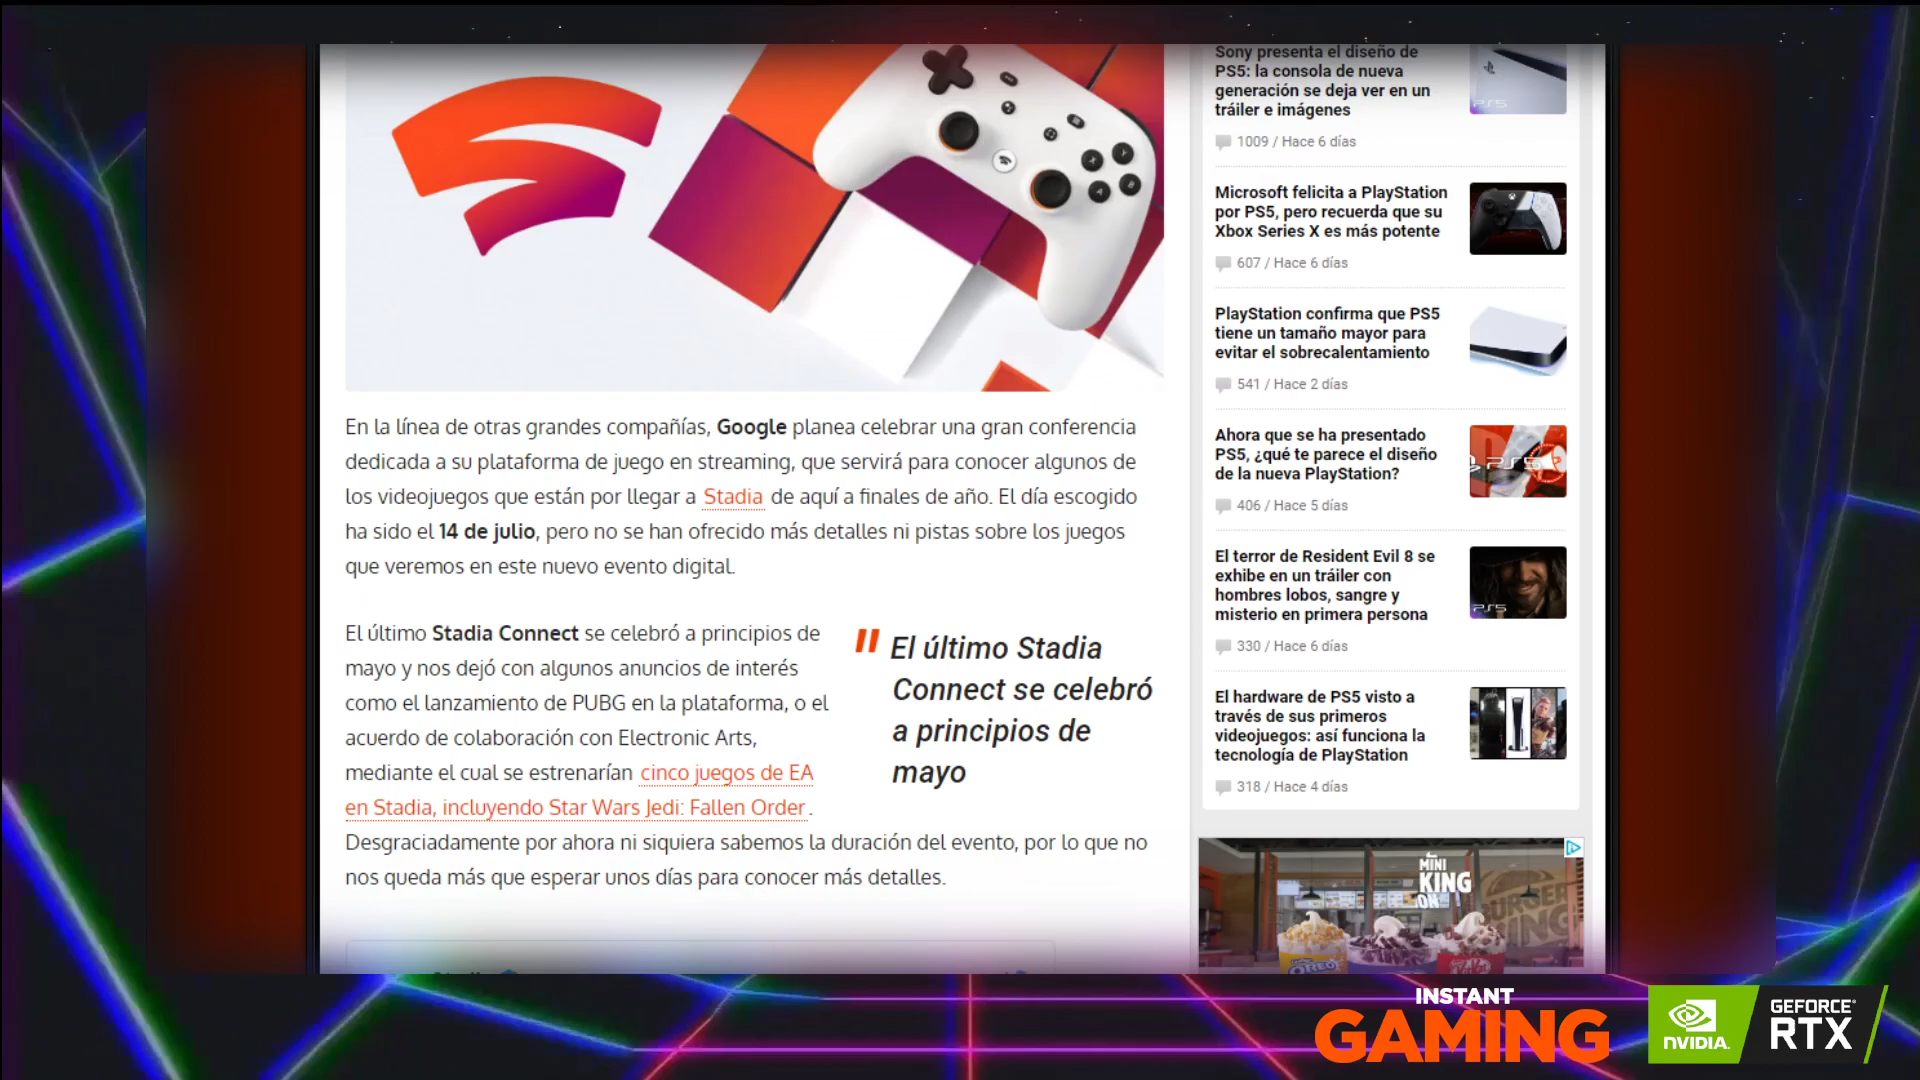 En la línea de otras grandes compañías, Google planea celebrar una gran conferencia
dedicada a su plataforma de juego en streaming, que servirá para conocer algunos de
los videojuegos que están por llegar a Stadia de aquí a finales de año. El día escogido
ha sido el 14 de julio, pero no se han ofrecido más detalles ni pistas sobre los juegos
que veremos en este nuevo evento digital.
El último Stadia Connect se celebró a principios de
mayo y nos dejó con algunos anuncios de interés
como el lanzamiento de PUBG en la plataforma, o el
acuerdo de colaboración con Electronic Arts,
mediante el cual se estrenarían cinco juegos de EA
en Stadia, incluyendo Star Wars Jedi: Fallen Order.
Desgraciadamente por ahora ni siquiera sabemos la duración del evento, por lo que no
nos queda más que esperar unos días para conocer más detalles.
" El último Stadia
Connect se celebró
a principios de
mayo
Sony presenta el diseño de
PS5: la consola de nueva
generación se deja ver en un
tráiler e imágenes
1009 / Hace 6 días
PS5
Microsoft felicita a PlayStation
por PS5, pero recuerda que su
Xbox Series X es más potente
607 / Hace 6 días
PlayStation confirma que PS5
tiene un tamaño mayor para
evitar el sobrecalentamiento
541 / Hace 2 días
Ahora que se ha presentado
PS5, ¿qué te parece el diseño
de la nueva PlayStation?
406 / Hace 5 días
PS5
El terror de Resident Evil 8 se
exhibe en un tráiler con
hombres lobos, sangre y
misterio en primera persona
330 / Hace 6 días
PS5
El hardware de PS5 visto a
través de sus primeros
videojuegos: así funciona la
tecnología de PlayStation
318 / Hace 4 días
MINI
KING
ON
BURGER
KING
OREO
KitKat
INSTANT
GAMING
NVIDIA.
GEFORCE
RTX
X
Y
A
B